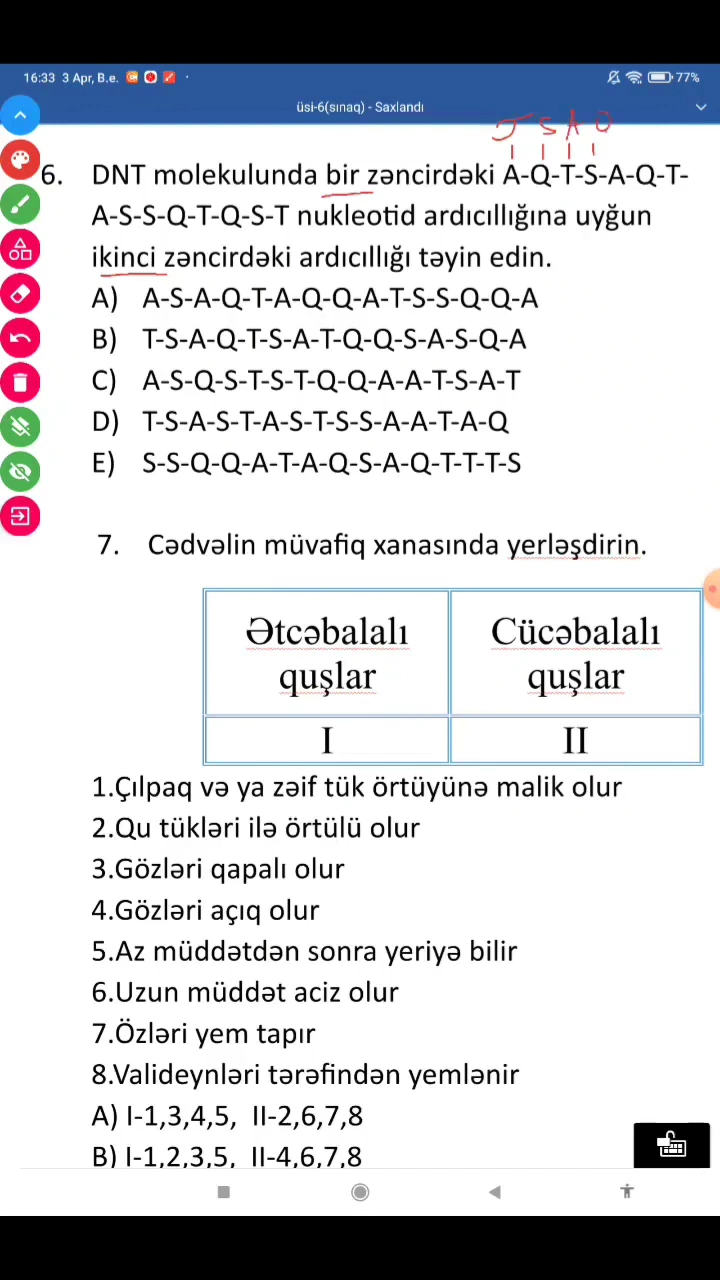 16:33 3 Apr, B.e. 77%
üsi-6(sınaq) - Saxlandı
T S A Q
6. DNT molekulunda bir zəncirdəki A-Q-T-S-A-Q-T-
A-S-S-Q-T-Q-S-T nukleotid ardıcıllığına uyğun
ikinci zəncirdəki ardıcıllığı təyin edin.
A) A-S-A-Q-T-A-Q-Q-A-T-S-S-Q-Q-A
B) T-S-A-Q-T-S-A-T-Q-Q-S-A-S-Q-A
C) A-S-Q-S-T-S-T-Q-Q-A-A-T-S-A-T
D) T-S-A-S-T-A-S-T-S-S-A-A-T-A-Q
E) S-S-Q-Q-A-T-A-Q-S-A-Q-T-T-T-S
7. Cədvəlin müvafiq xanasında yerləşdirin.
Ətcəbalalı Cücəbalalı
quşlar quşlar
I II
1.Çılpaq və ya zəif tük örtüyünə malik olur
2.Qu tükləri ilə örtülü olur
3.Gözləri qapalı olur
4.Gözləri açıq olur
5.Az müddətdən sonra yeriyə bilir
6.Uzun müddət aciz olur
7.Özləri yem tapır
8.Valideynləri tərəfindən yemlənir
A) I-1,3,4,5, II-2,6,7,8
B) I-1,2,3,5, II-4,6,7,8